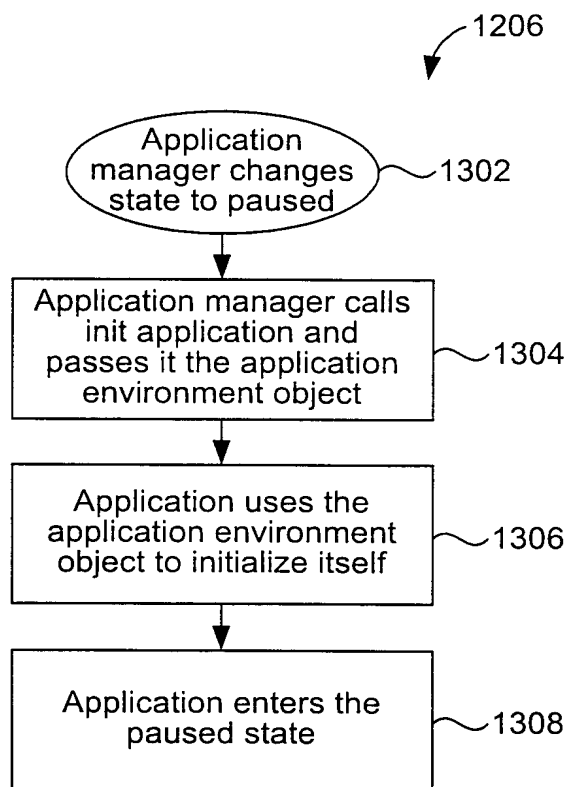 1206
Application
manager changes
state to paused
1302
Application manager calls
init application and
passes it the application
environment object
1304
Application uses the
application environment
object to initialize itself
1306
Application enters the
paused state
1308